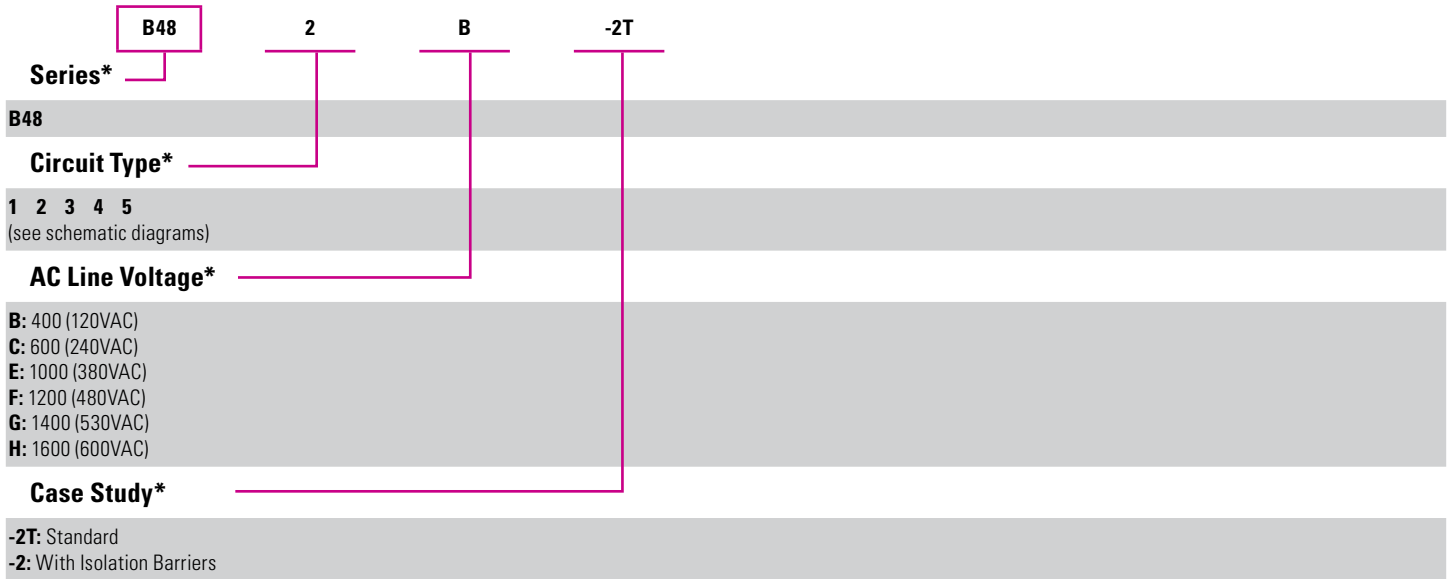 B48 2 B -2T
Series*
B48
Circuit Type*
1 2 3 4 5
(see schematic diagrams)
AC Line Voltage*
B: 400 (120VAC)
C: 600 (240VAC)
E: 1000 (380VAC)
F: 1200 (480VAC)
G: 1400 (530VAC)
H: 1600 (600VAC)
Case Study*
-2T: Standard
-2: With Isolation Barriers